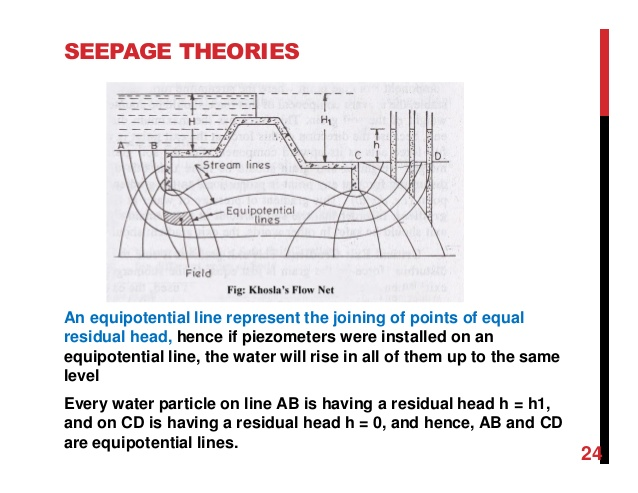 SEEPAGE THEORIES
H
H1
h
A
B
C
D
Stream lines
Equipotential
lines
Field
Fig: Khosla's Flow Net
An equipotential line represent the joining of points of equal
residual head, hence if piezometers were installed on an
equipotential line, the water will rise in all of them up to the same
level
Every water particle on line AB is having a residual head h = h1,
and on CD is having a residual head h = 0, and hence, AB and CD
are equipotential lines.
24